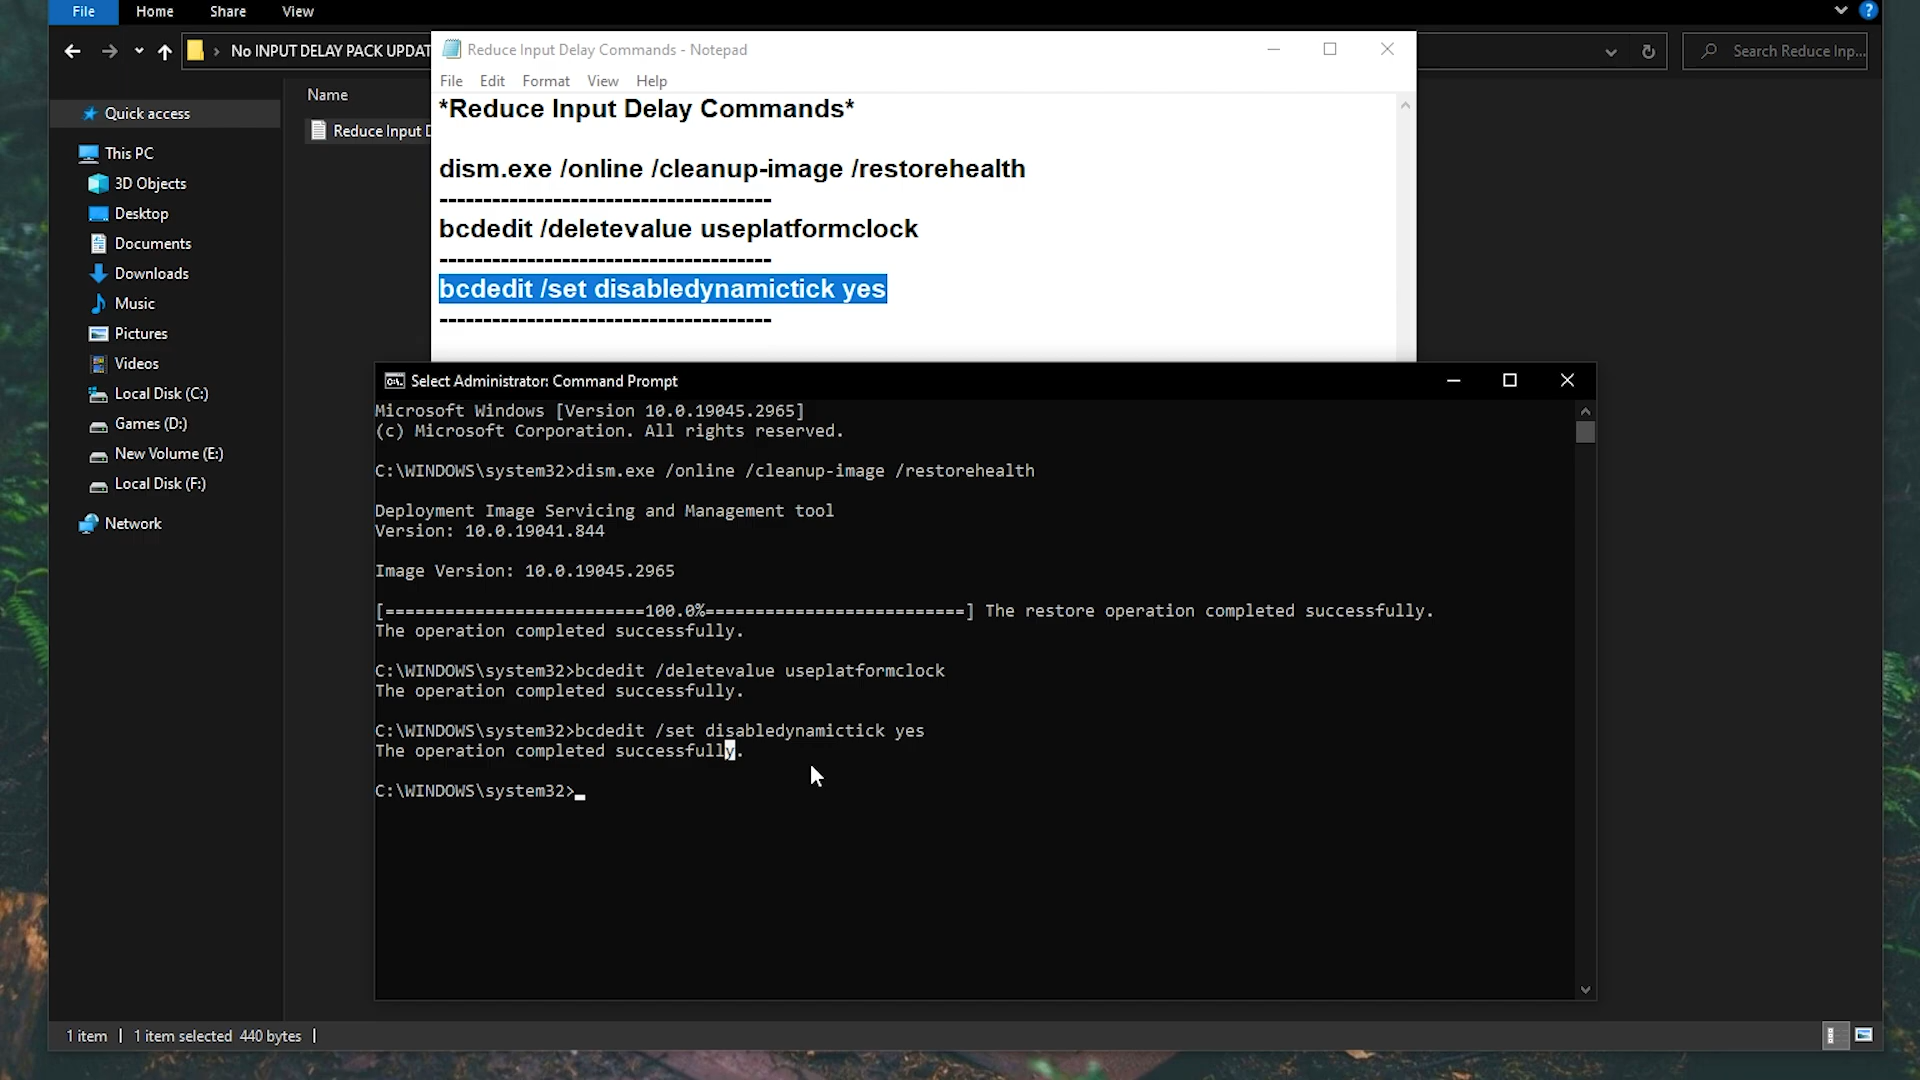 File Home Share View
No INPUT DELAY PACK UPDAT
Search Reduce Inp...
Quick access
This PC
3D Objects
Desktop
Documents
Downloads
Music
Pictures
Videos
Local Disk (C:)
Games (D:)
New Volume (E:)
Local Disk (F:)
Network
Name
Reduce Input D
Reduce Input Delay Commands - Notepad
File Edit Format View Help
*Reduce Input Delay Commands*
dism.exe /online /cleanup-image /restorehealth
--------------------------------------
bcdedit /deletevalue useplatformclock
--------------------------------------
bcdedit /set disabledynamictick yes
--------------------------------------
Select Administrator: Command Prompt
Microsoft Windows [Version 10.0.19045.2965]
(c) Microsoft Corporation. All rights reserved.
C:\WINDOWS\system32>dism.exe /online /cleanup-image /restorehealth
Deployment Image Servicing and Management tool
Version: 10.0.19041.844
Image Version: 10.0.19045.2965
[==========================100.0%==========================] The restore operation completed successfully.
The operation completed successfully.
C:\WINDOWS\system32>bcdedit /deletevalue useplatformclock
The operation completed successfully.
C:\WINDOWS\system32>bcdedit /set disabledynamictick yes
The operation completed successfully.
C:\WINDOWS\system32>_
1 item | 1 item selected 440 bytes |